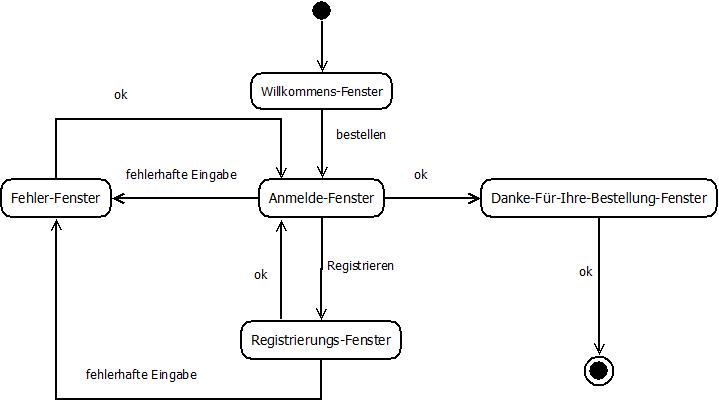 Willkommens-Fenster
ok
bestellen
fehlerhafte Eingabe
ok
Fehler-Fenster
Anmelde-Fenster
Danke-Für-Ihre-Bestellung-Fenster
Registrieren
ok
ok
Registrierungs-Fenster
fehlerhafte Eingabe